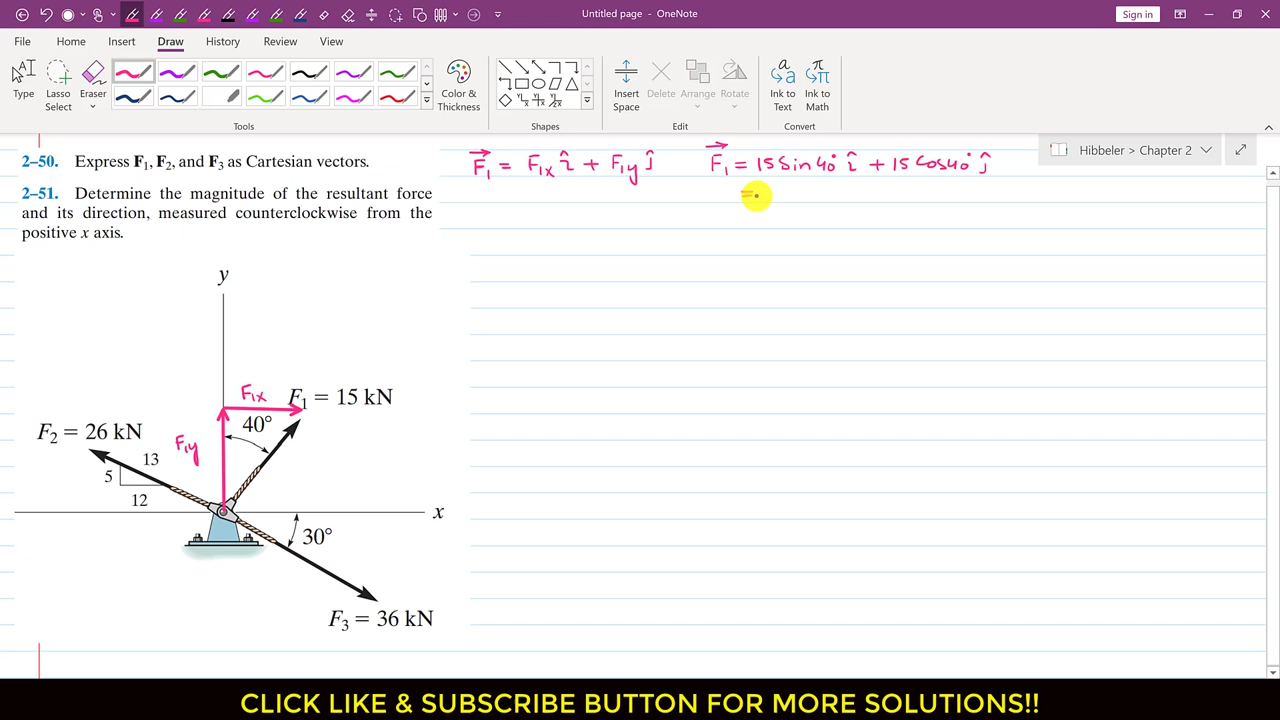 Untitled page - OneNote
Sign in
File Home Insert Draw History Review View
Type Lasso Select Eraser Color & Thickness Insert Space Delete Arrange Rotate Ink to Text Ink to Math
Tools Shapes Edit Convert
Hibbeler > Chapter 2
2–50. Express F₁, F₂, and F₃ as Cartesian vectors.
2–51. Determine the magnitude of the resultant force
and its direction, measured counterclockwise from the
positive x axis.
F₁ = F₁x î + F₁y ĵ
F₁ = 15 Sin40° î + 15 Cos40° ĵ
=
y
F₁x
F₁ = 15 kN
40°
F₂ = 26 kN
F₁y
13
5
12
x
30°
F₃ = 36 kN
CLICK LIKE & SUBSCRIBE BUTTON FOR MORE SOLUTIONS!!